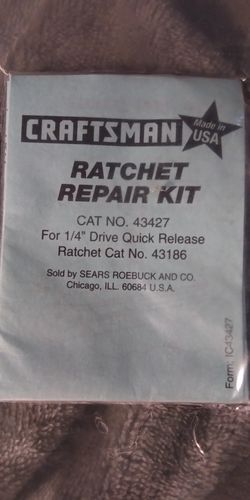 CRAFTSMAN
Made in
USA
RATCHET
REPAIR KIT
CAT NO. 43427
For 1/4" Drive Quick Release
Ratchet Cat No. 43186
Sold by SEARS ROEBUCK AND CO.
Chicago, ILL. 60684 U.S.A.
Form: IC43427